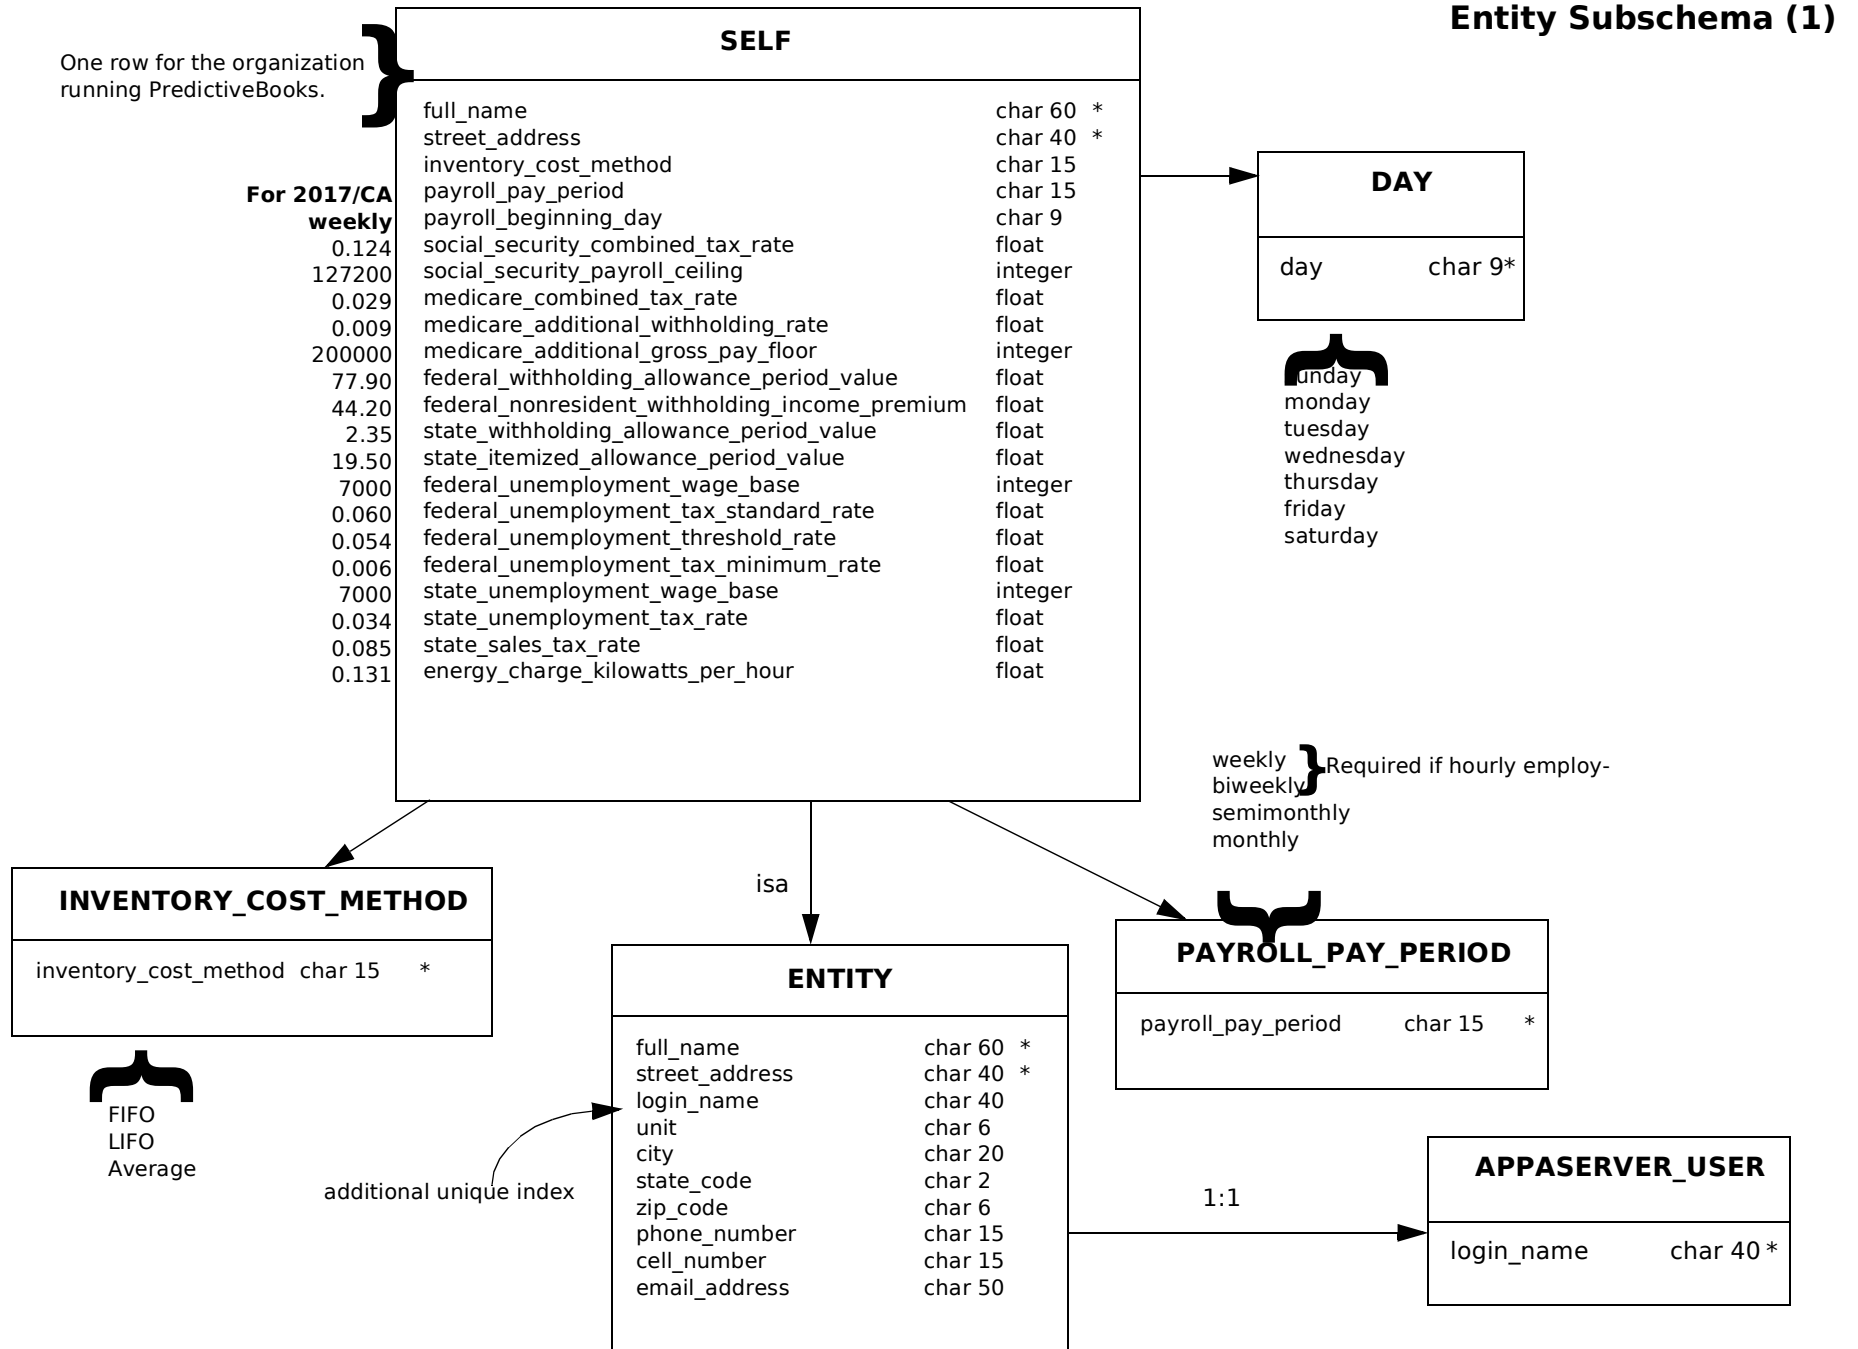 Entity Subschema (1)
One row for the organization
running PredictiveBooks.
SELF
full_name char 60 *
street_address char 40 *
inventory_cost_method char 15
For 2017/CA payroll_pay_period char 15
weekly payroll_beginning_day char 9
0.124 social_security_combined_tax_rate float
127200 social_security_payroll_ceiling integer
0.029 medicare_combined_tax_rate float
0.009 medicare_additional_withholding_rate float
200000 medicare_additional_gross_pay_floor integer
77.90 federal_withholding_allowance_period_value float
44.20 federal_nonresident_withholding_income_premium float
2.35 state_withholding_allowance_period_value float
19.50 state_itemized_allowance_period_value float
7000 federal_unemployment_wage_base integer
0.060 federal_unemployment_tax_standard_rate float
0.054 federal_unemployment_threshold_rate float
0.006 federal_unemployment_tax_minimum_rate float
7000 state_unemployment_wage_base integer
0.034 state_unemployment_tax_rate float
0.085 state_sales_tax_rate float
0.131 energy_charge_kilowatts_per_hour float
DAY
day char 9*
unday
monday
tuesday
wednesday
thursday
friday
saturday
weekly
biweekly
semimonthly
monthly
Required if hourly employ-
INVENTORY_COST_METHOD
inventory_cost_method char 15 *
FIFO
LIFO
Average
isa
ENTITY
full_name char 60 *
street_address char 40 *
login_name char 40
unit char 6
city char 20
state_code char 2
zip_code char 6
phone_number char 15
cell_number char 15
email_address char 50
additional unique index
PAYROLL_PAY_PERIOD
payroll_pay_period char 15 *
1:1
APPASERVER_USER
login_name char 40 *